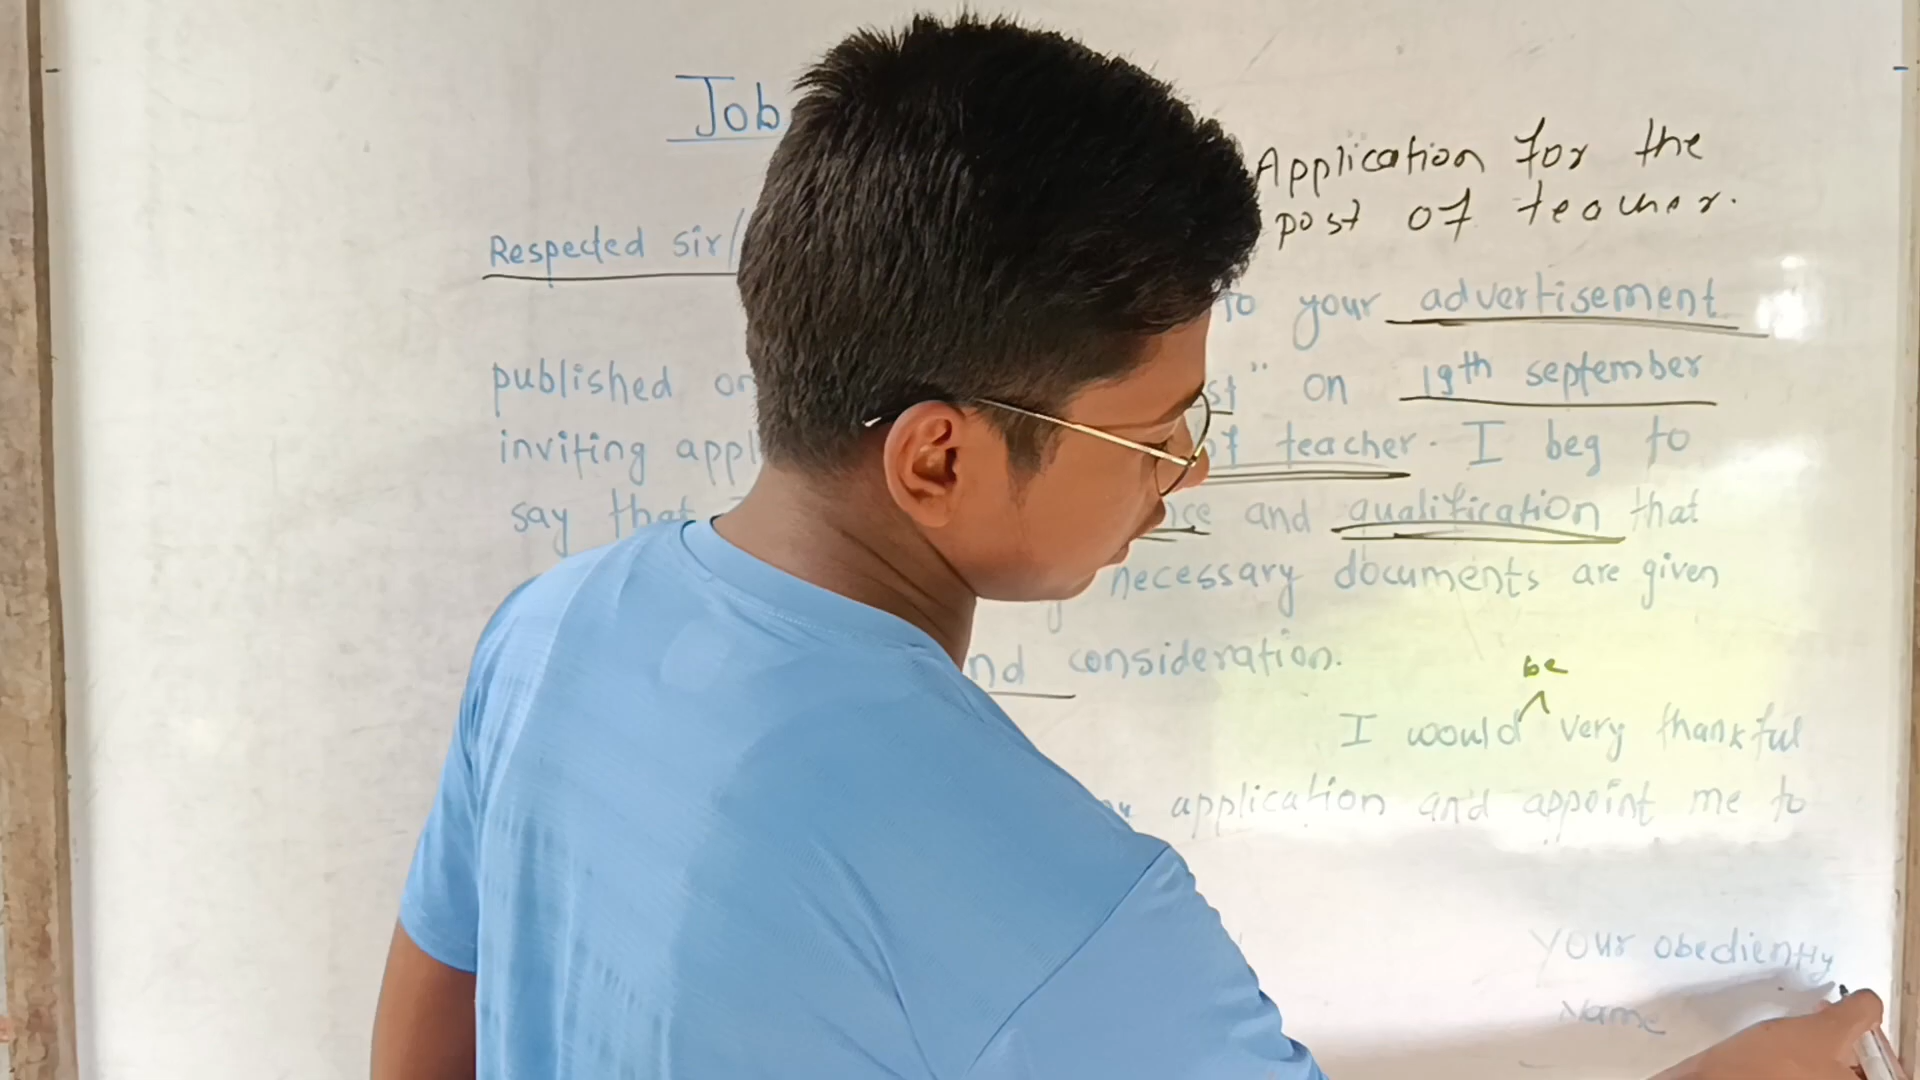 Job
Application for the
post of teacher.
Respected sir/
to your advertisement
published on st" on 19th september
inviting of teacher. I beg to
say that and qualification that
necessary documents are given
consideration.
be
I would ^ very thankful
application and appoint me to
Your obediently
Name